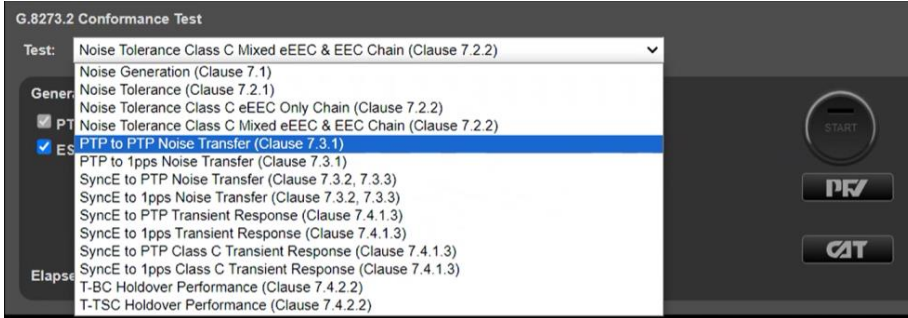 G.8273.2 Conformance Test
Test: Noise Tolerance Class C Mixed eEEC & EEC Chain (Clause 7.2.2)
Noise Generation (Clause 7.1)
Gener
Noise Tolerance (Clause 7.2.1)
Noise Tolerance Class C eEEC Only Chain (Clause 7.2.2)
PT
Noise Tolerance Class C Mixed eEEC & EEC Chain (Clause 7.2.2)
START
ES
PTP to PTP Noise Transfer (Clause 7.3.1)
PTP to 1pps Noise Transfer (Clause 7.3.1)
SyncE to PTP Noise Transfer (Clause 7.3.2, 7.3.3)
SyncE to 1pps Noise Transfer (Clause 7.3.2, 7.3.3)
SyncE to PTP Transient Response (Clause 7.4.1.3)
SyncE to 1pps Transient Response (Clause 7.4.1.3)
SyncE to PTP Class C Transient Response (Clause 7.4.1.3)
CAT
SyncE to 1pps Class C Transient Response (Clause 7.4.1.3)
Elapse
T-BC Holdover Performance (Clause 7.4.2.2)
T-TSC Holdover Performance (Clause 7.4.2.2)